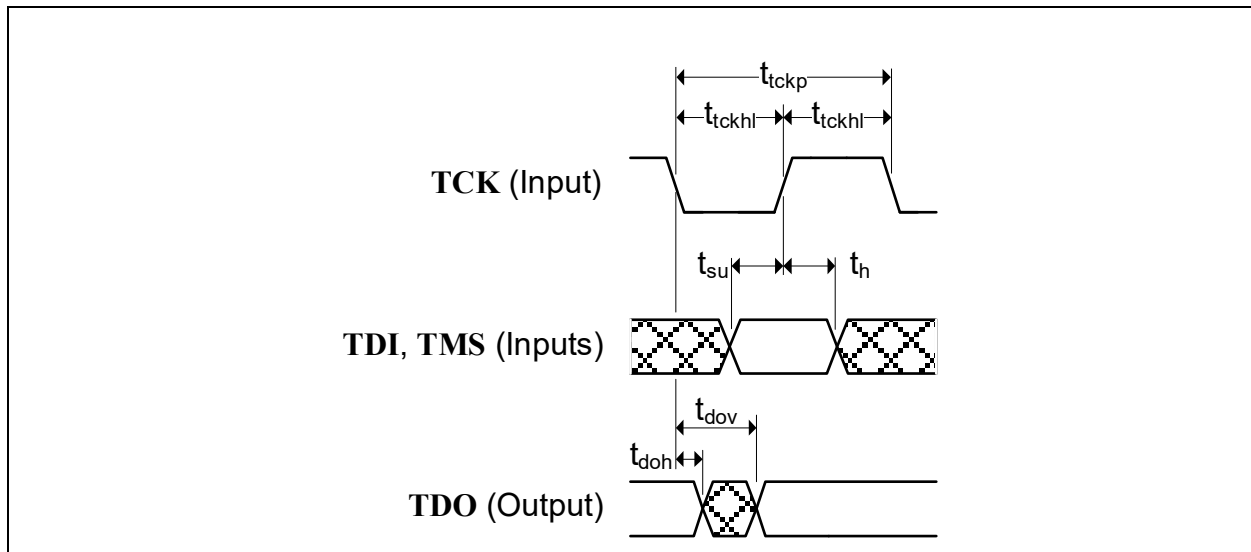 t_tckp
t_tckhl t_tckhl
TCK (Input)
t_su t_h
TDI, TMS (Inputs)
t_dov
t_doh
TDO (Output)